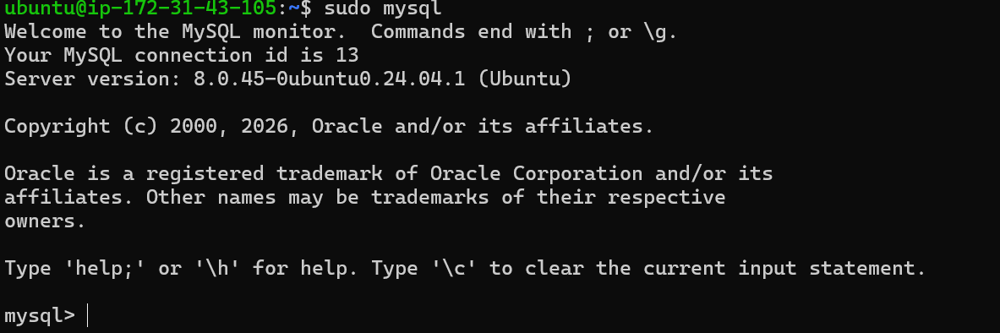 ubuntu@ip-172-31-43-105:~$ sudo mysql
Welcome to the MySQL monitor.  Commands end with ; or \g.
Your MySQL connection id is 13
Server version: 8.0.45-0ubuntu0.24.04.1 (Ubuntu)

Copyright (c) 2000, 2026, Oracle and/or its affiliates.

Oracle is a registered trademark of Oracle Corporation and/or its
affiliates. Other names may be trademarks of their respective
owners.

Type 'help;' or '\h' for help. Type '\c' to clear the current input statement.

mysql>